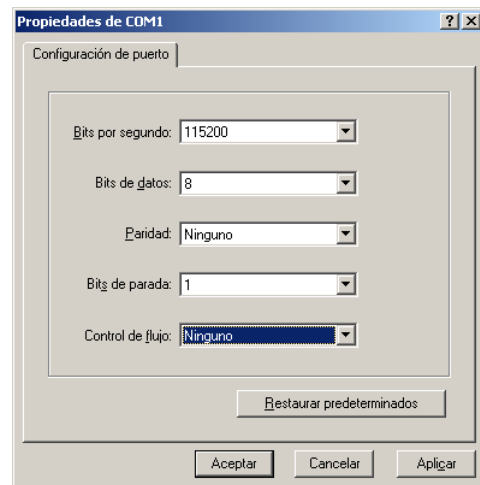 Propiedades de COM1
Configuración de puerto
Bits por segundo: 115200
Bits de datos: 8
Paridad: Ninguno
Bits de parada: 1
Control de flujo: Ninguno
Restaurar predeterminados
Aceptar Cancelar Aplicar